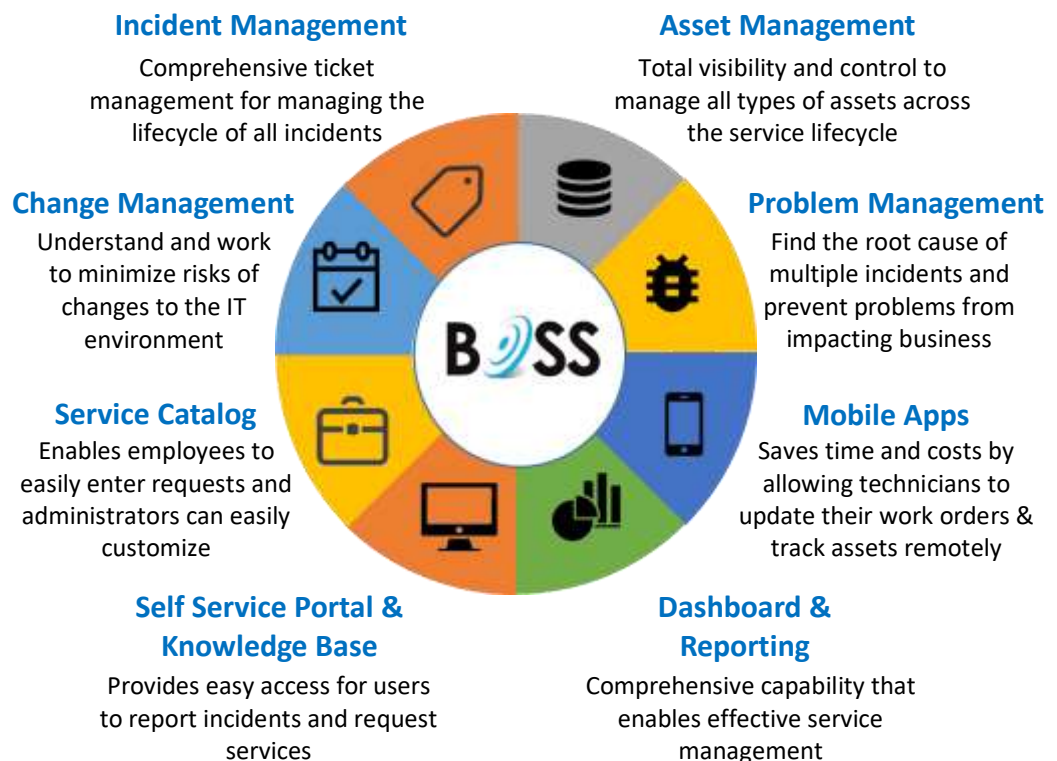 Incident Management
Comprehensive ticket
management for managing the
lifecycle of all incidents
Asset Management
Total visibility and control to
manage all types of assets across
the service lifecycle
Change Management
Understand and work
to minimize risks of
changes to the IT
environment
Problem Management
Find the root cause of
multiple incidents and
prevent problems from
impacting business
BOSS
Service Catalog
Enables employees to
easily enter requests and
administrators can easily
customize
Mobile Apps
Saves time and costs by
allowing technicians to
update their work orders &
track assets remotely
Self Service Portal &
Knowledge Base
Provides easy access for users
to report incidents and request
services
Dashboard &
Reporting
Comprehensive capability that
enables effective service
management